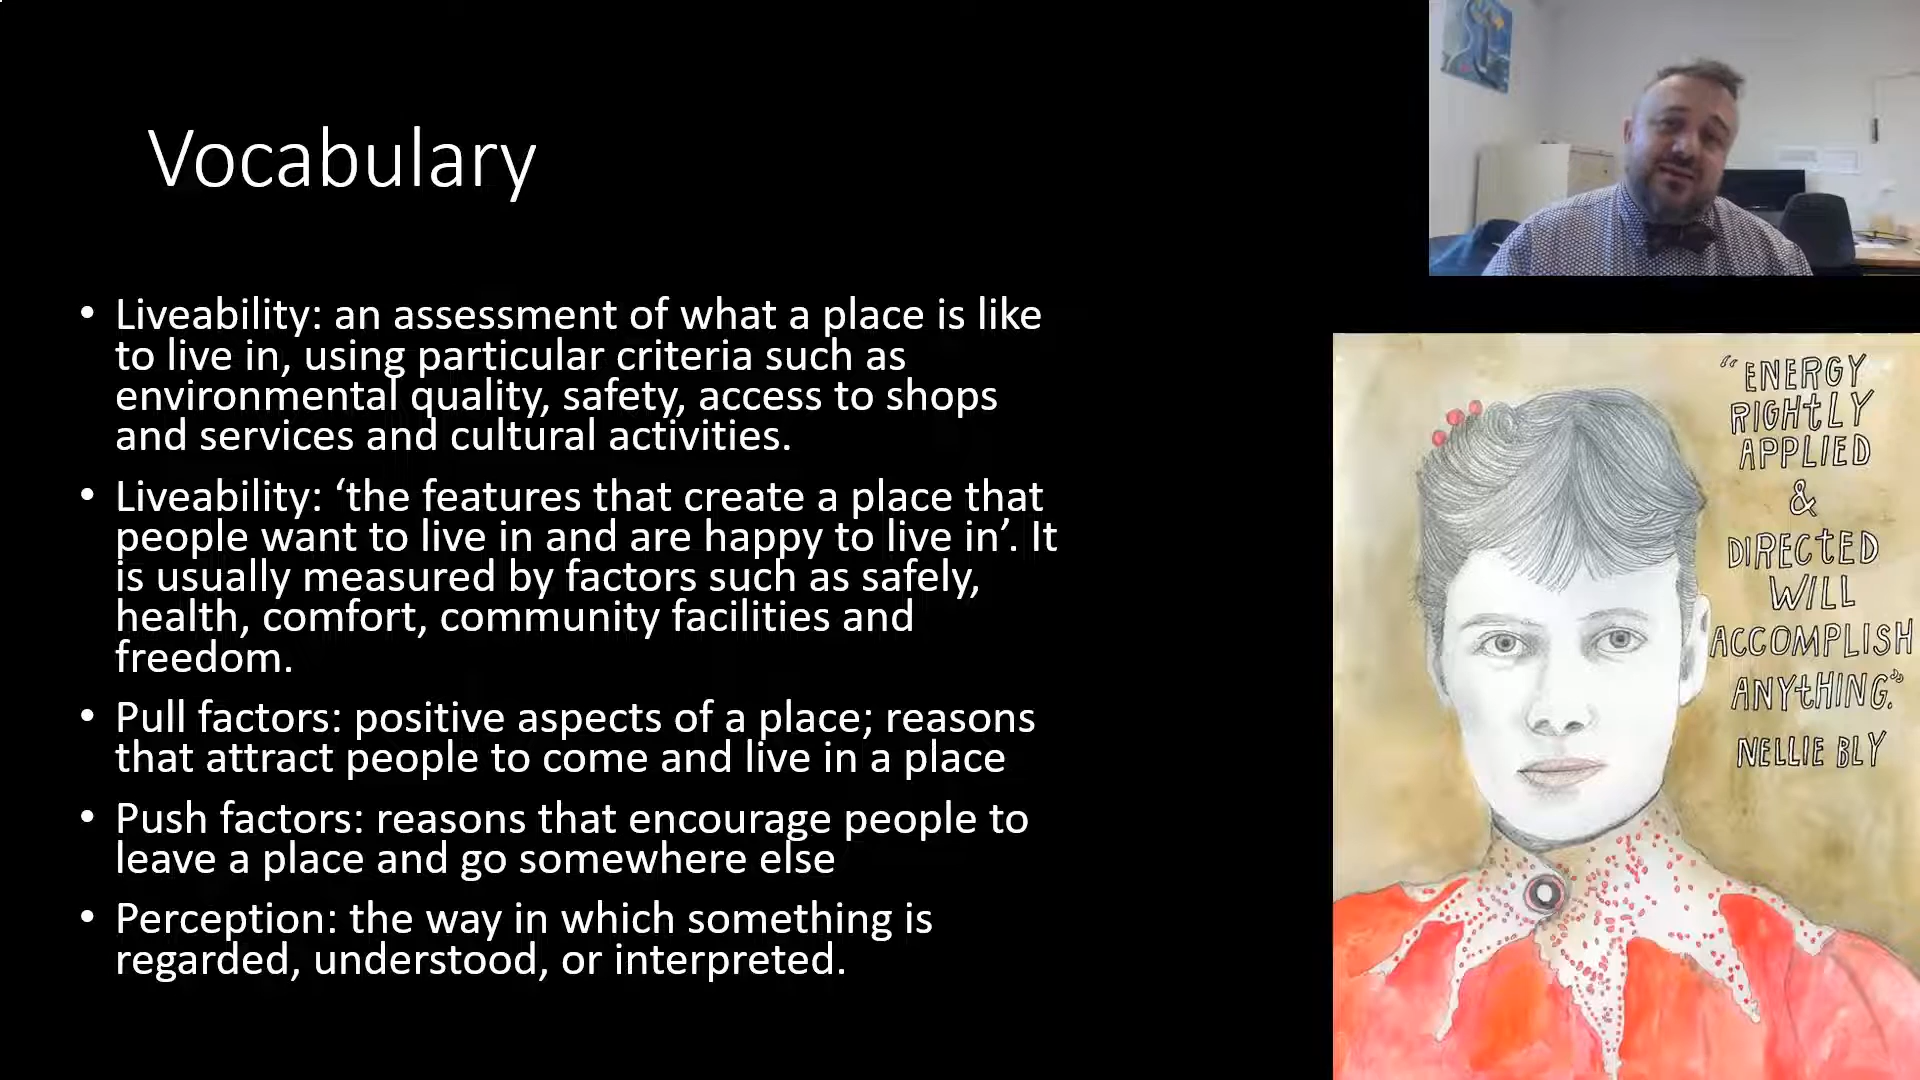 Vocabulary
• Liveability: an assessment of what a place is like
to live in, using particular criteria such as
environmental quality, safety, access to shops
and services and cultural activities.
• Liveability: ‘the features that create a place that
people want to live in and are happy to live in’. It
is usually measured by factors such as safely,
health, comfort, community facilities and
freedom.
• Pull factors: positive aspects of a place; reasons
that attract people to come and live in a place
• Push factors: reasons that encourage people to
leave a place and go somewhere else
• Perception: the way in which something is
regarded, understood, or interpreted.
“ENERGY
RIGHtLY
APPLIED
&
DIRECtED
WILL
ACCOMPLISH
ANYtHING.”
NELLIE BLY